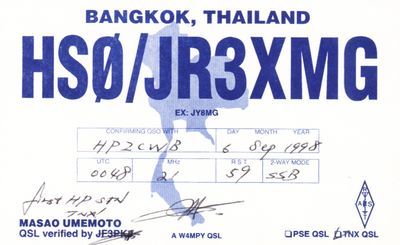 BANGKOK, THAILAND
HSØ/JR3XMG
EX: JY8MG
CONFIRMING QSO WITH DAY MONTH YEAR
HP2CWB 6 Sep 1998
UTC MHz RST 2-WAY MODE
0048 21 59 SSB
first HP STN
TNX!
MASAO UMEMOTO
QSL verified by JF3PKJ
A W4MPY QSL
PSE QSL TNX QSL